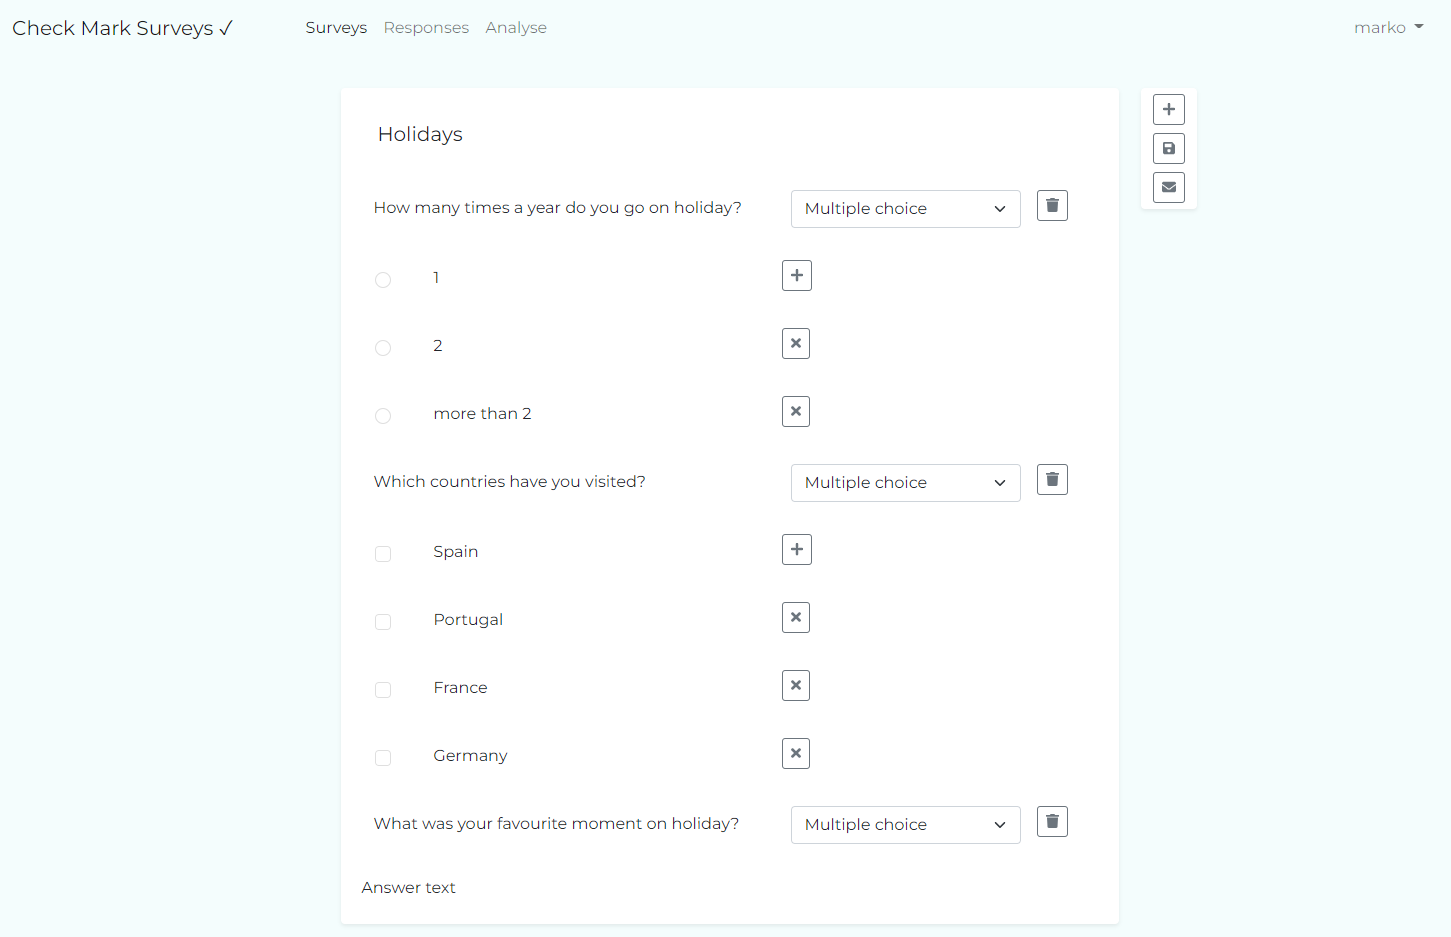 Check Mark Surveys ✓ Surveys Responses Analyse marko
Holidays
How many times a year do you go on holiday? Multiple choice
1
2
more than 2
Which countries have you visited? Multiple choice
Spain
Portugal
France
Germany
What was your favourite moment on holiday? Multiple choice
Answer text